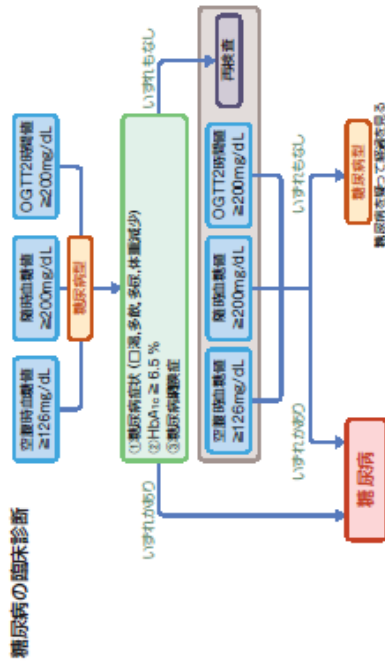 糖尿病の臨床診断
空腹時血糖値
≧126mg/dL
随時血糖値
≧200mg/dL
OGTT2時間値
≧200mg/dL
糖尿病型
①糖尿病症状（口渇,多飲,多尿,体重減少）
②HbA1c ≧ 6.5 %
③糖尿病網膜症
いずれかあり
いずれもなし
再検査
空腹時血糖値
≧126mg/dL
随時血糖値
≧200mg/dL
OGTT2時間値
≧200mg/dL
いずれかあり
いずれもなし
糖尿病
糖尿病型
糖尿病を疑って経過を見る